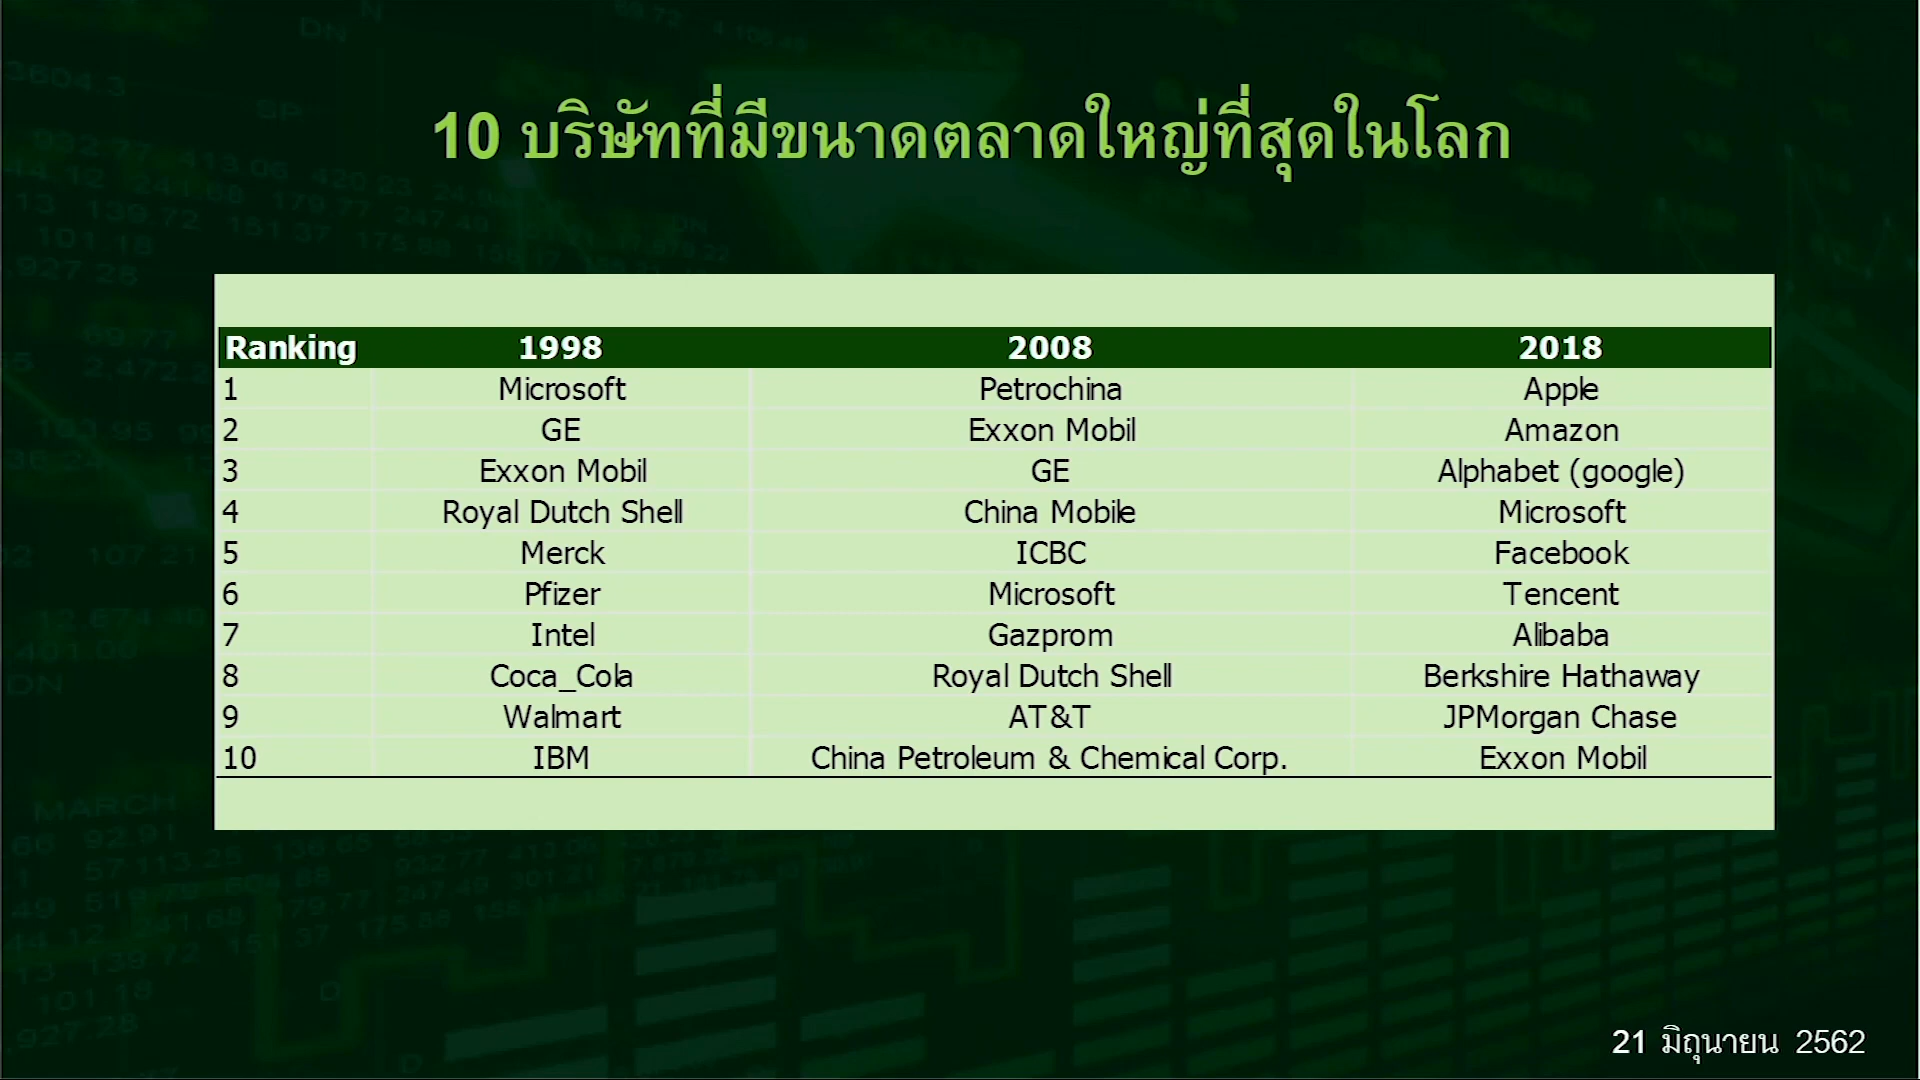 10 บริษัทที่มีขนาดตลาดใหญ่ที่สุดในโลก
Ranking 1998 2008 2018
1 Microsoft Petrochina Apple
2 GE Exxon Mobil Amazon
3 Exxon Mobil GE Alphabet (google)
4 Royal Dutch Shell China Mobile Microsoft
5 Merck ICBC Facebook
6 Pfizer Microsoft Tencent
7 Intel Gazprom Alibaba
8 Coca_Cola Royal Dutch Shell Berkshire Hathaway
9 Walmart AT&T JPMorgan Chase
10 IBM China Petroleum & Chemical Corp. Exxon Mobil
21 มิถุนายน 2562